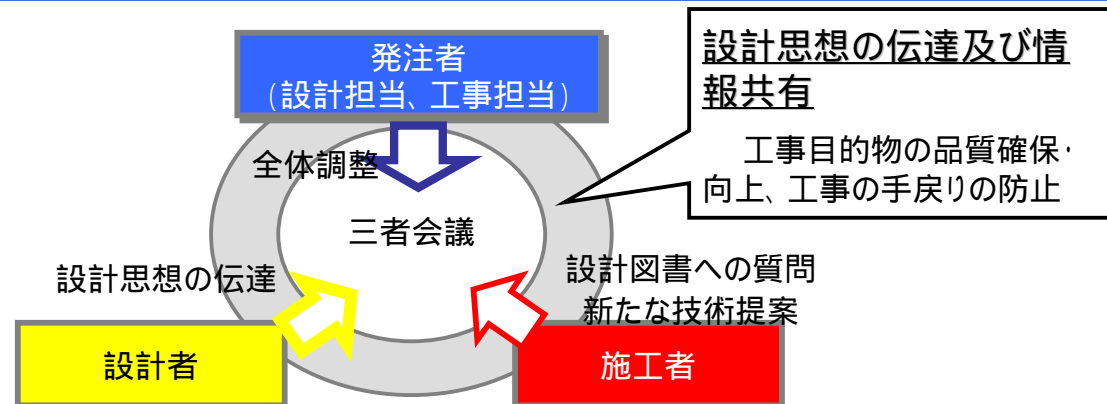 発注者
(設計担当、工事担当)
設計思想の伝達及び情
報共有
工事目的物の品質確保・
向上、工事の手戻りの防止
全体調整
三者会議
設計思想の伝達
設計図書への質問
新たな技術提案
設計者
施工者